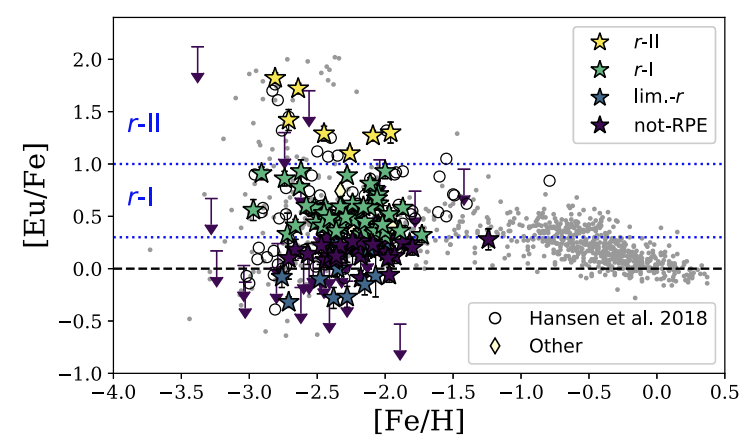 [Eu/Fe]
2.0
1.5
1.0
0.5
0.0
−0.5
−1.0
r-II
r-I
r-II
r-I
lim.-r
not-RPE
Hansen et al. 2018
Other
−4.0 −3.5 −3.0 −2.5 −2.0 −1.5 −1.0 −0.5 0.0 0.5
[Fe/H]